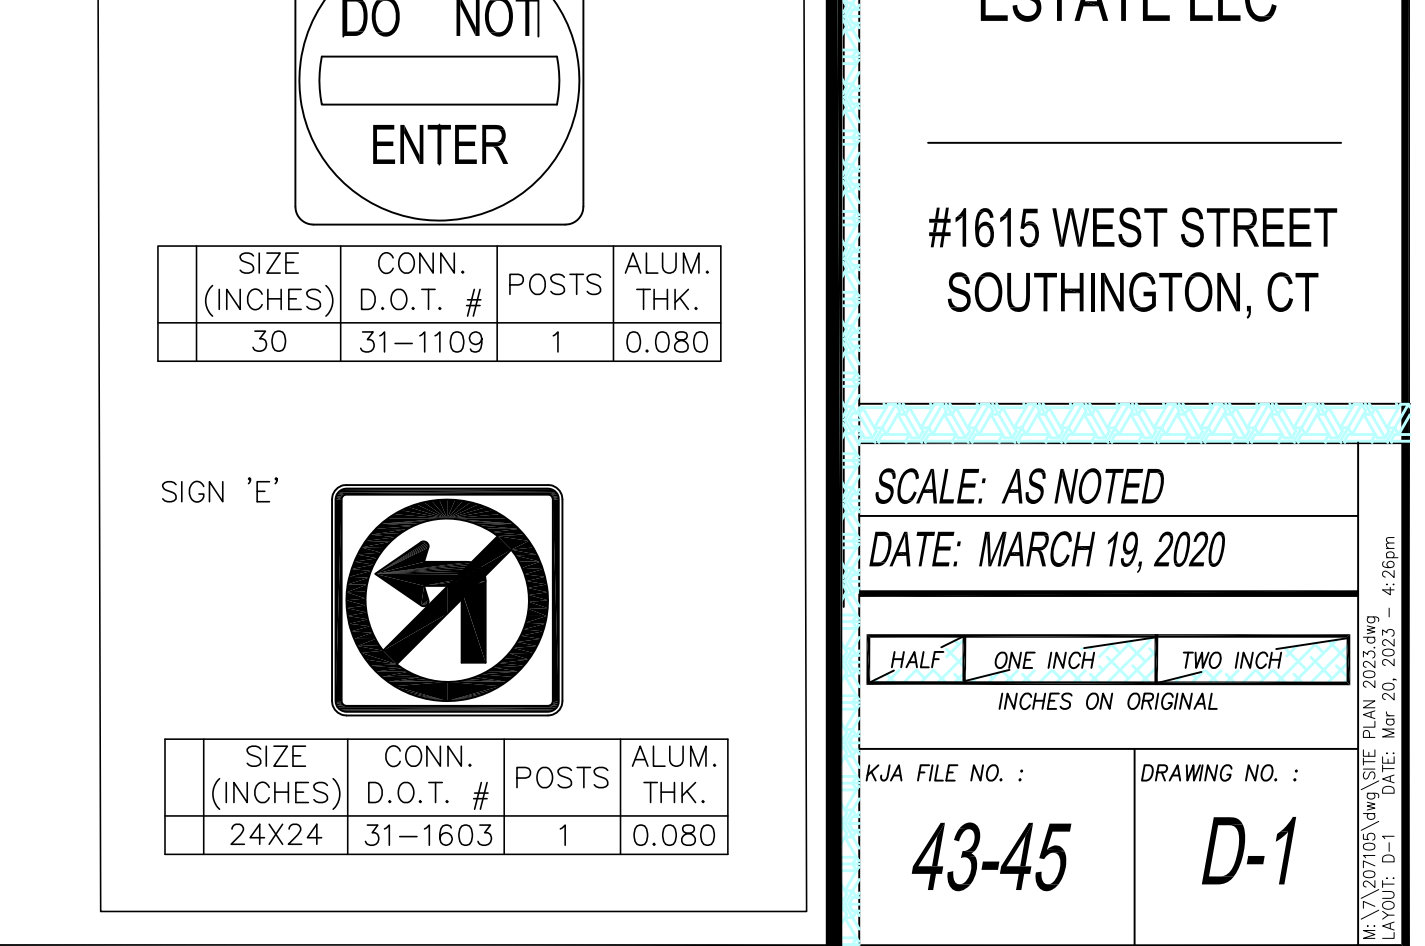 DO NOT
ENTER
SIZE
(INCHES)
CONN.
D.O.T. #
POSTS
ALUM.
THK.
30
31-1109
1
0.080
SIGN 'E'
SIZE
(INCHES)
CONN.
D.O.T. #
POSTS
ALUM.
THK.
24X24
31-1603
1
0.080
ESTATE LLC
#1615 WEST STREET
SOUTHINGTON, CT
SCALE: AS NOTED
DATE: MARCH 19, 2020
HALF
ONE INCH
TWO INCH
INCHES ON ORIGINAL
KJA FILE NO. :
43-45
DRAWING NO. :
D-1
M:\7\207105\dwg\SITE PLAN 2023.dwg
LAYOUT: D-1 DATE: Mar 20, 2023 - 4:26pm